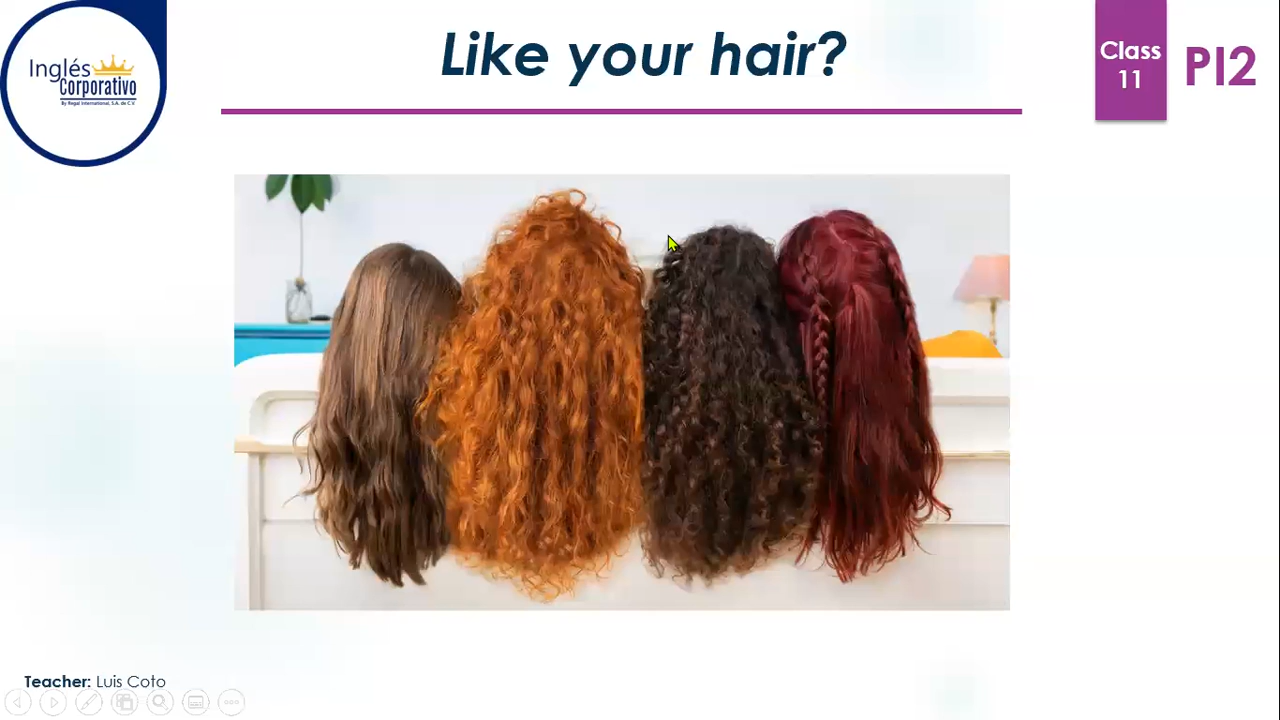 Like your hair?
Class
11
PI2
Inglés
Corporativo
By Regal International, S.A. de C.V.
Teacher: Luis Coto